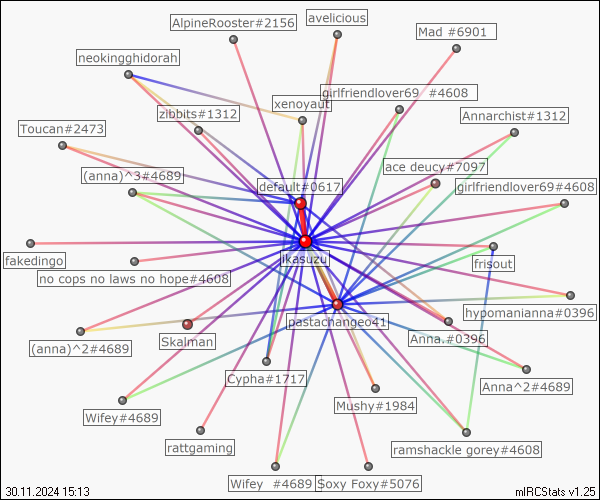 AlpineRooster#2156
avelicious
Mad #6901
neokingghidorah
girlfriendlover69 #4608
xenoyaut
zibbits#1312
Annarchist#1312
Toucan#2473
ace deucy#7097
(anna)^3#4689
default#0617
girlfriendlover69#4608
ikasuzu
fakedingo
frisout
no cops no laws no hope#4608
hypomanianna#0396
pastachange041
Anna.#0396
Skalman
(anna)^2#4689
Cypha#1717
Anna^2#4689
Mushy#1984
Wifey#4689
rattgaming
ramshackle gorey#4608
Wifey #4689
$oxy Foxy#5076
30.11.2024 15:13
mIRCStats v1.25